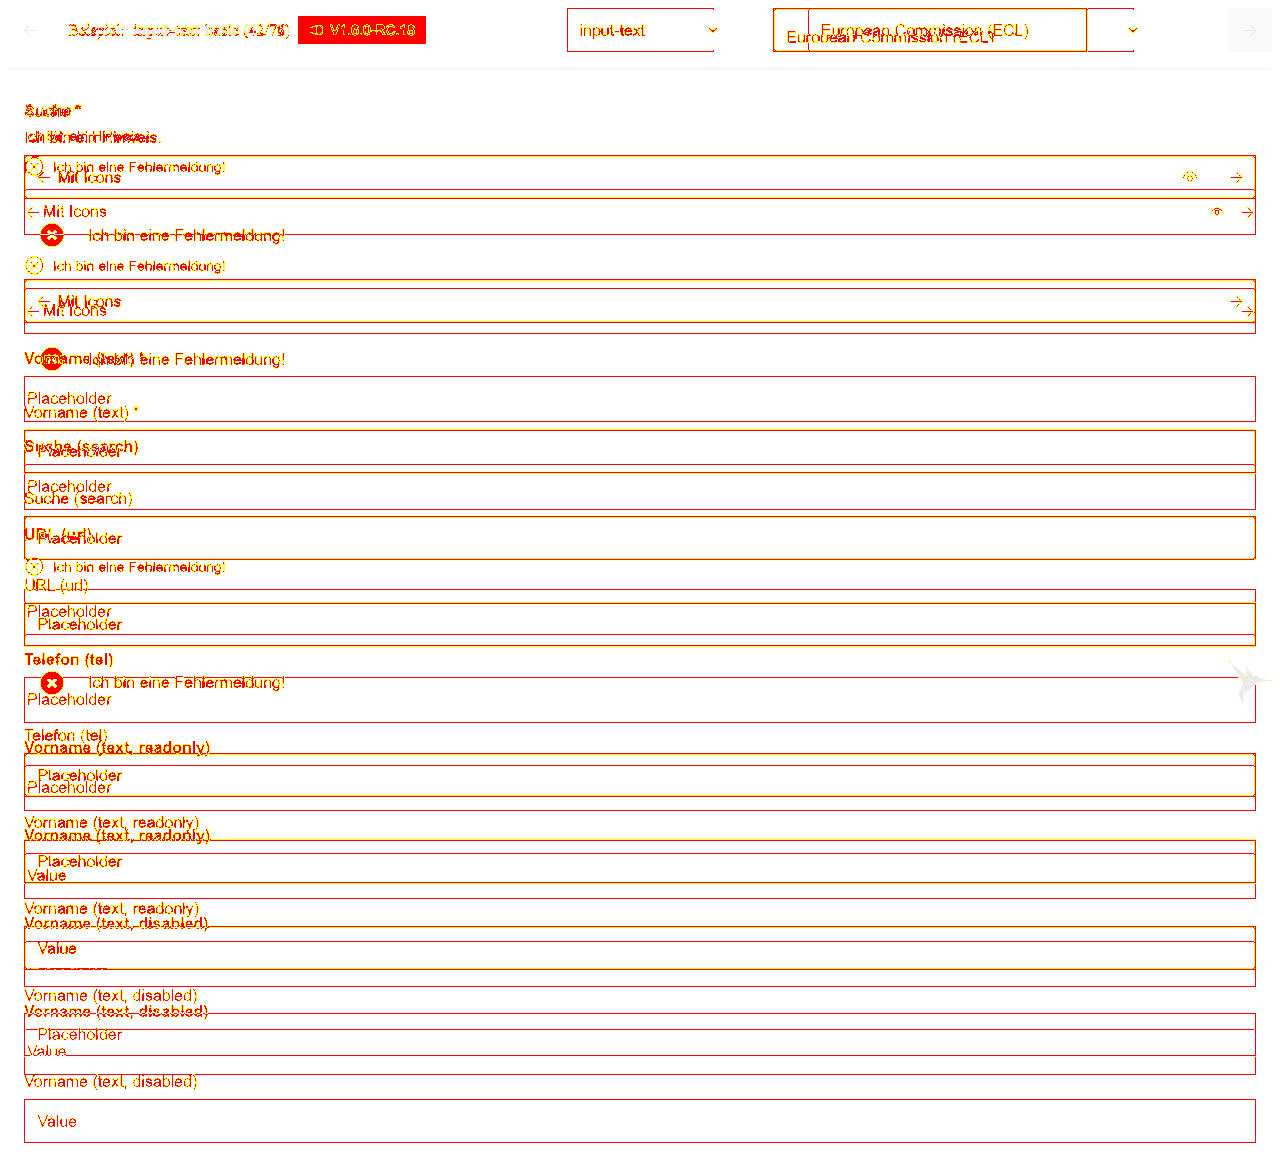 Beispiel: input-text basic (42/76) V1.6.0-RC.16 input-text European Commission (ECL)
European Commission (ECL)
Suche *
Suche
Ich bin ein Hinweis.
Ich bin eine Fehlermeldung!
Mit Icons
Mit Icons
Ich bin eine Fehlermeldung!
Ich bin eine Fehlermeldung!
Mit Icons
Mit Icons
Vorname (text) *
Ich bin eine Fehlermeldung!
Placeholder
Vorname (text) *
Suche (search)
Placeholder
Placeholder
Suche (search)
URL (url)
Placeholder
Ich bin eine Fehlermeldung!
URL (url)
Placeholder
Placeholder
Telefon (tel)
Ich bin eine Fehlermeldung!
Placeholder
Telefon (tel)
Vorname (text, readonly)
Placeholder
Placeholder
Vorname (text, readonly)
Vorname (text, readonly)
Placeholder
Value
Vorname (text, readonly)
Vorname (text, disabled)
Value
Vorname (text, disabled)
Vorname (text, disabled)
Placeholder
Value
Vorname (text, disabled)
Value